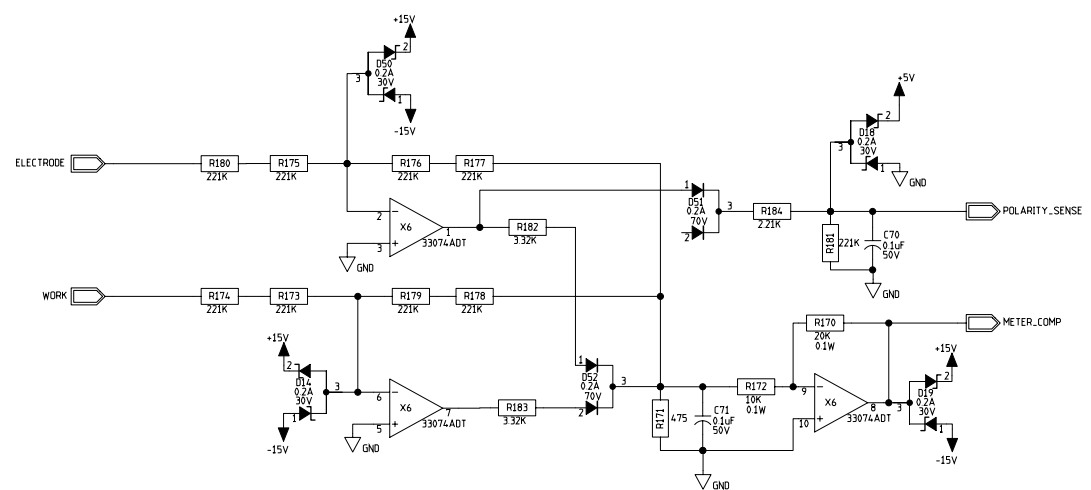 +15V
2
D50
0.2A
30V
3
1
-15V
+5V
2
D18
0.2A
30V
3
1
GND
ELECTRODE
R180
221K
R175
221K
R176
221K
R177
221K
1
D51
0.2A
70V
2
3
R184
2.21K
POLARITY_SENSE
R181
221K
C70
0.1uF
50V
GND
2
-
X6
1
3
+
33074ADT
GND
R182
3.32K
WORK
R174
221K
R173
221K
R179
221K
R178
221K
R170
20K
0.1W
METER_COMP
+15V
2
D14
0.2A
30V
3
1
-15V
6
-
X6
7
5
+
33074ADT
GND
R183
3.32K
1
D52
0.2A
70V
2
3
R171
475
C71
0.1uF
50V
GND
R172
10K
0.1W
9
-
X6
8
10
+
33074ADT
+15V
2
D19
0.2A
30V
3
1
-15V